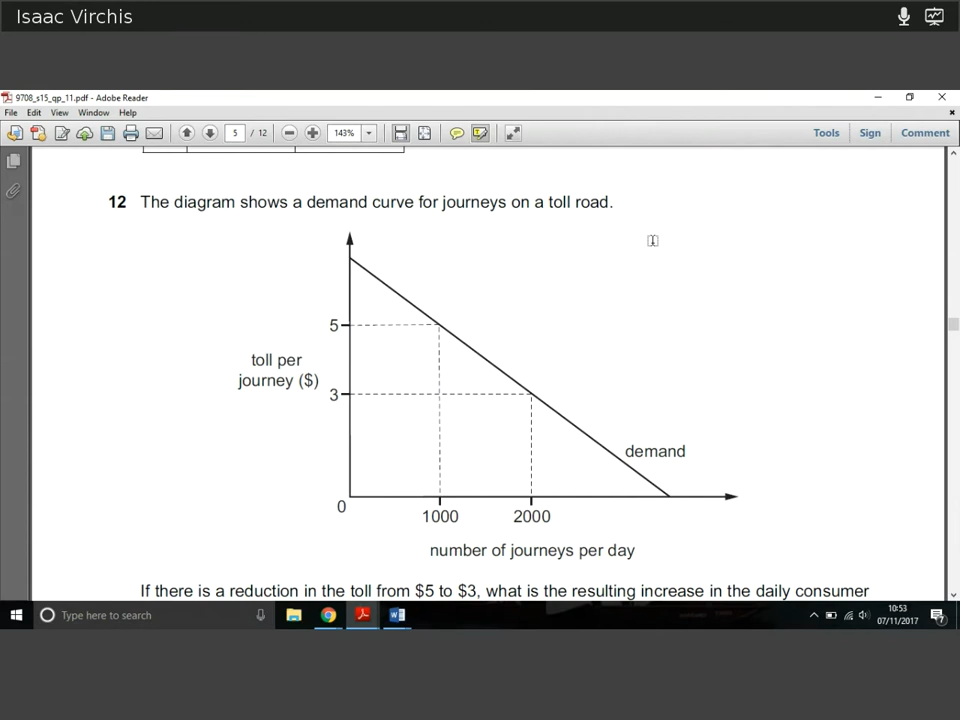 Isaac Virchis
9708_s15_qp_11.pdf - Adobe Reader
File Edit View Window Help
5 / 12 143% Tools Sign Comment
12 The diagram shows a demand curve for journeys on a toll road.
5
toll per
journey ($)
3
demand
0
1000 2000
number of journeys per day
If there is a reduction in the toll from $5 to $3, what is the resulting increase in the daily consumer
Type here to search
10:53
07/11/2017
7